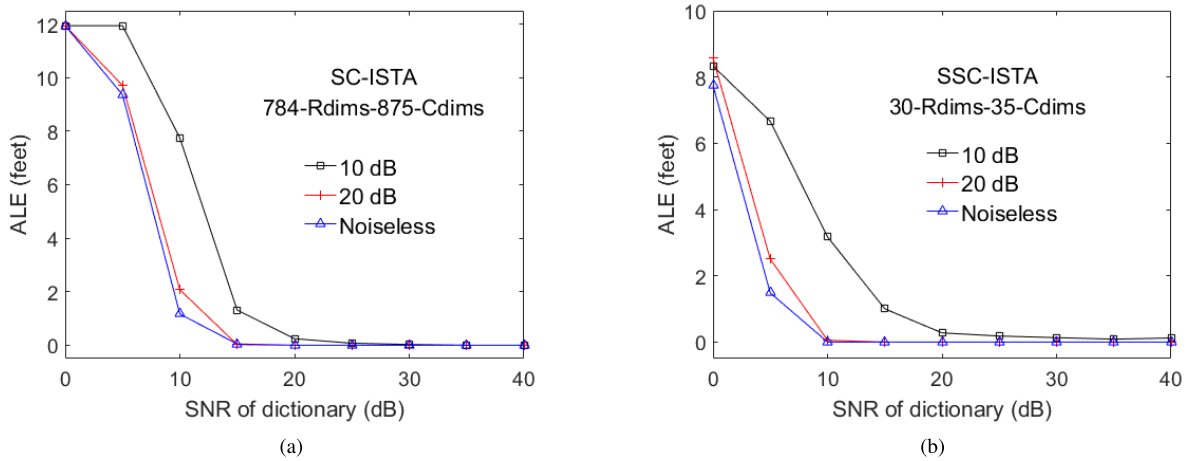 12
10
8
6
4
2
0
ALE (feet)
SC-ISTA
784-Rdims-875-Cdims
10 dB
20 dB
Noiseless
0
10
20
30
40
SNR of dictionary (dB)
(a)
10
8
6
4
2
0
ALE (feet)
SSC-ISTA
30-Rdims-35-Cdims
10 dB
20 dB
Noiseless
0
10
20
30
40
SNR of dictionary (dB)
(b)